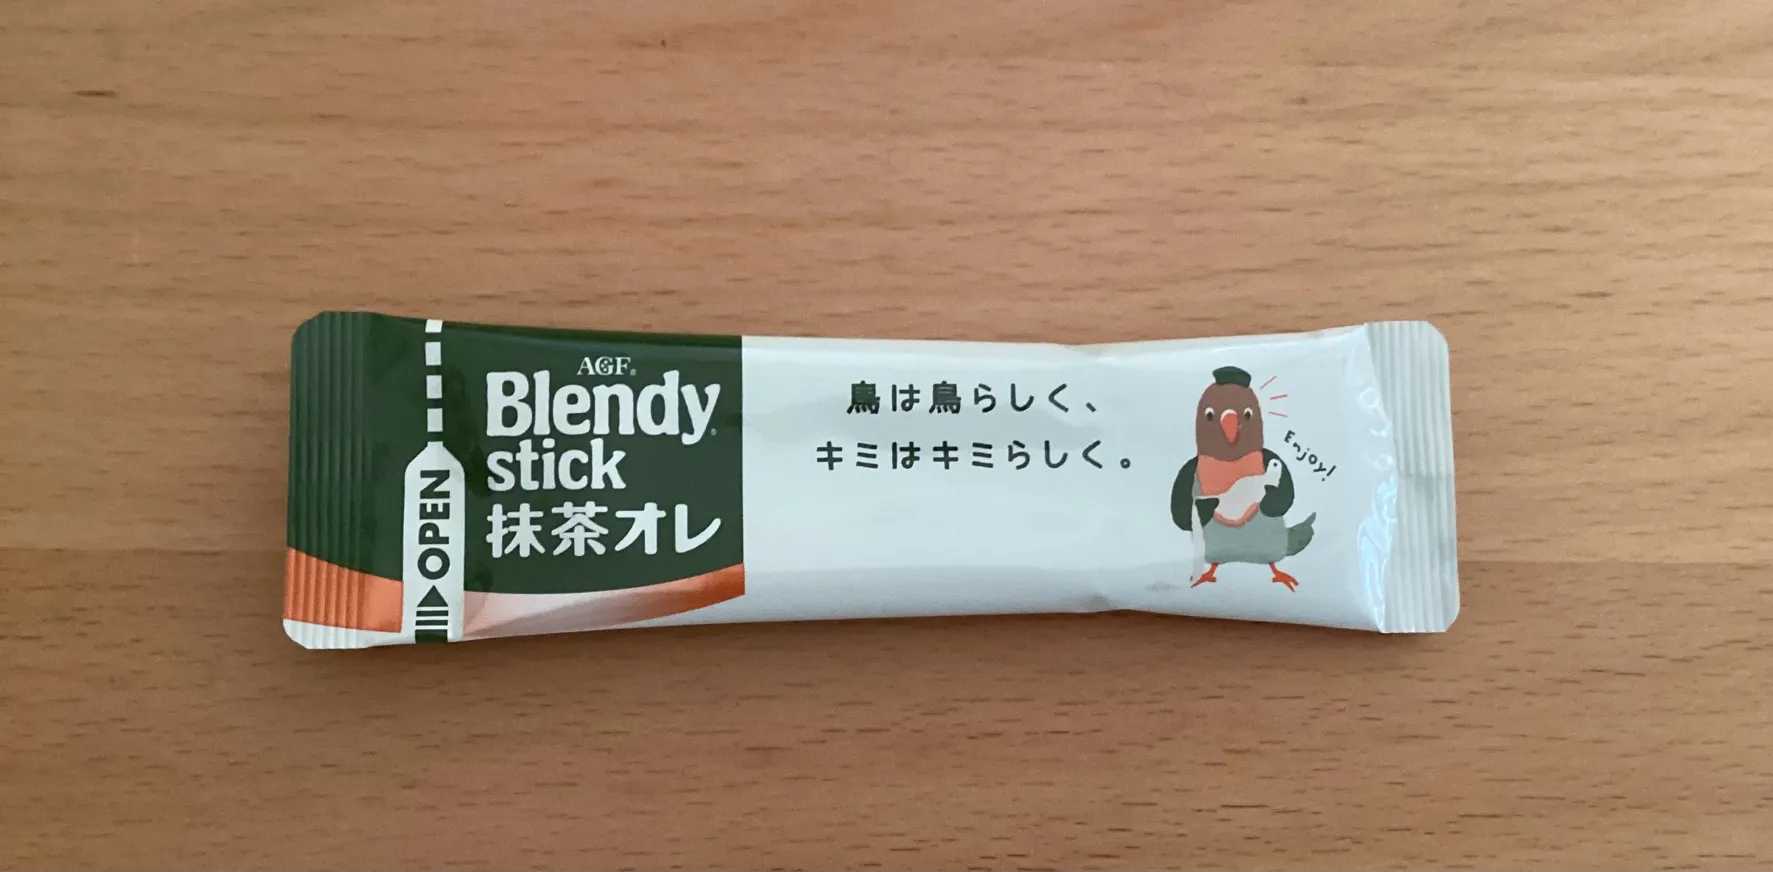 AGF®
Blendy®
stick
抹茶オレ
OPEN
鳥は鳥らしく、
キミはキミらしく。
Enjoy!